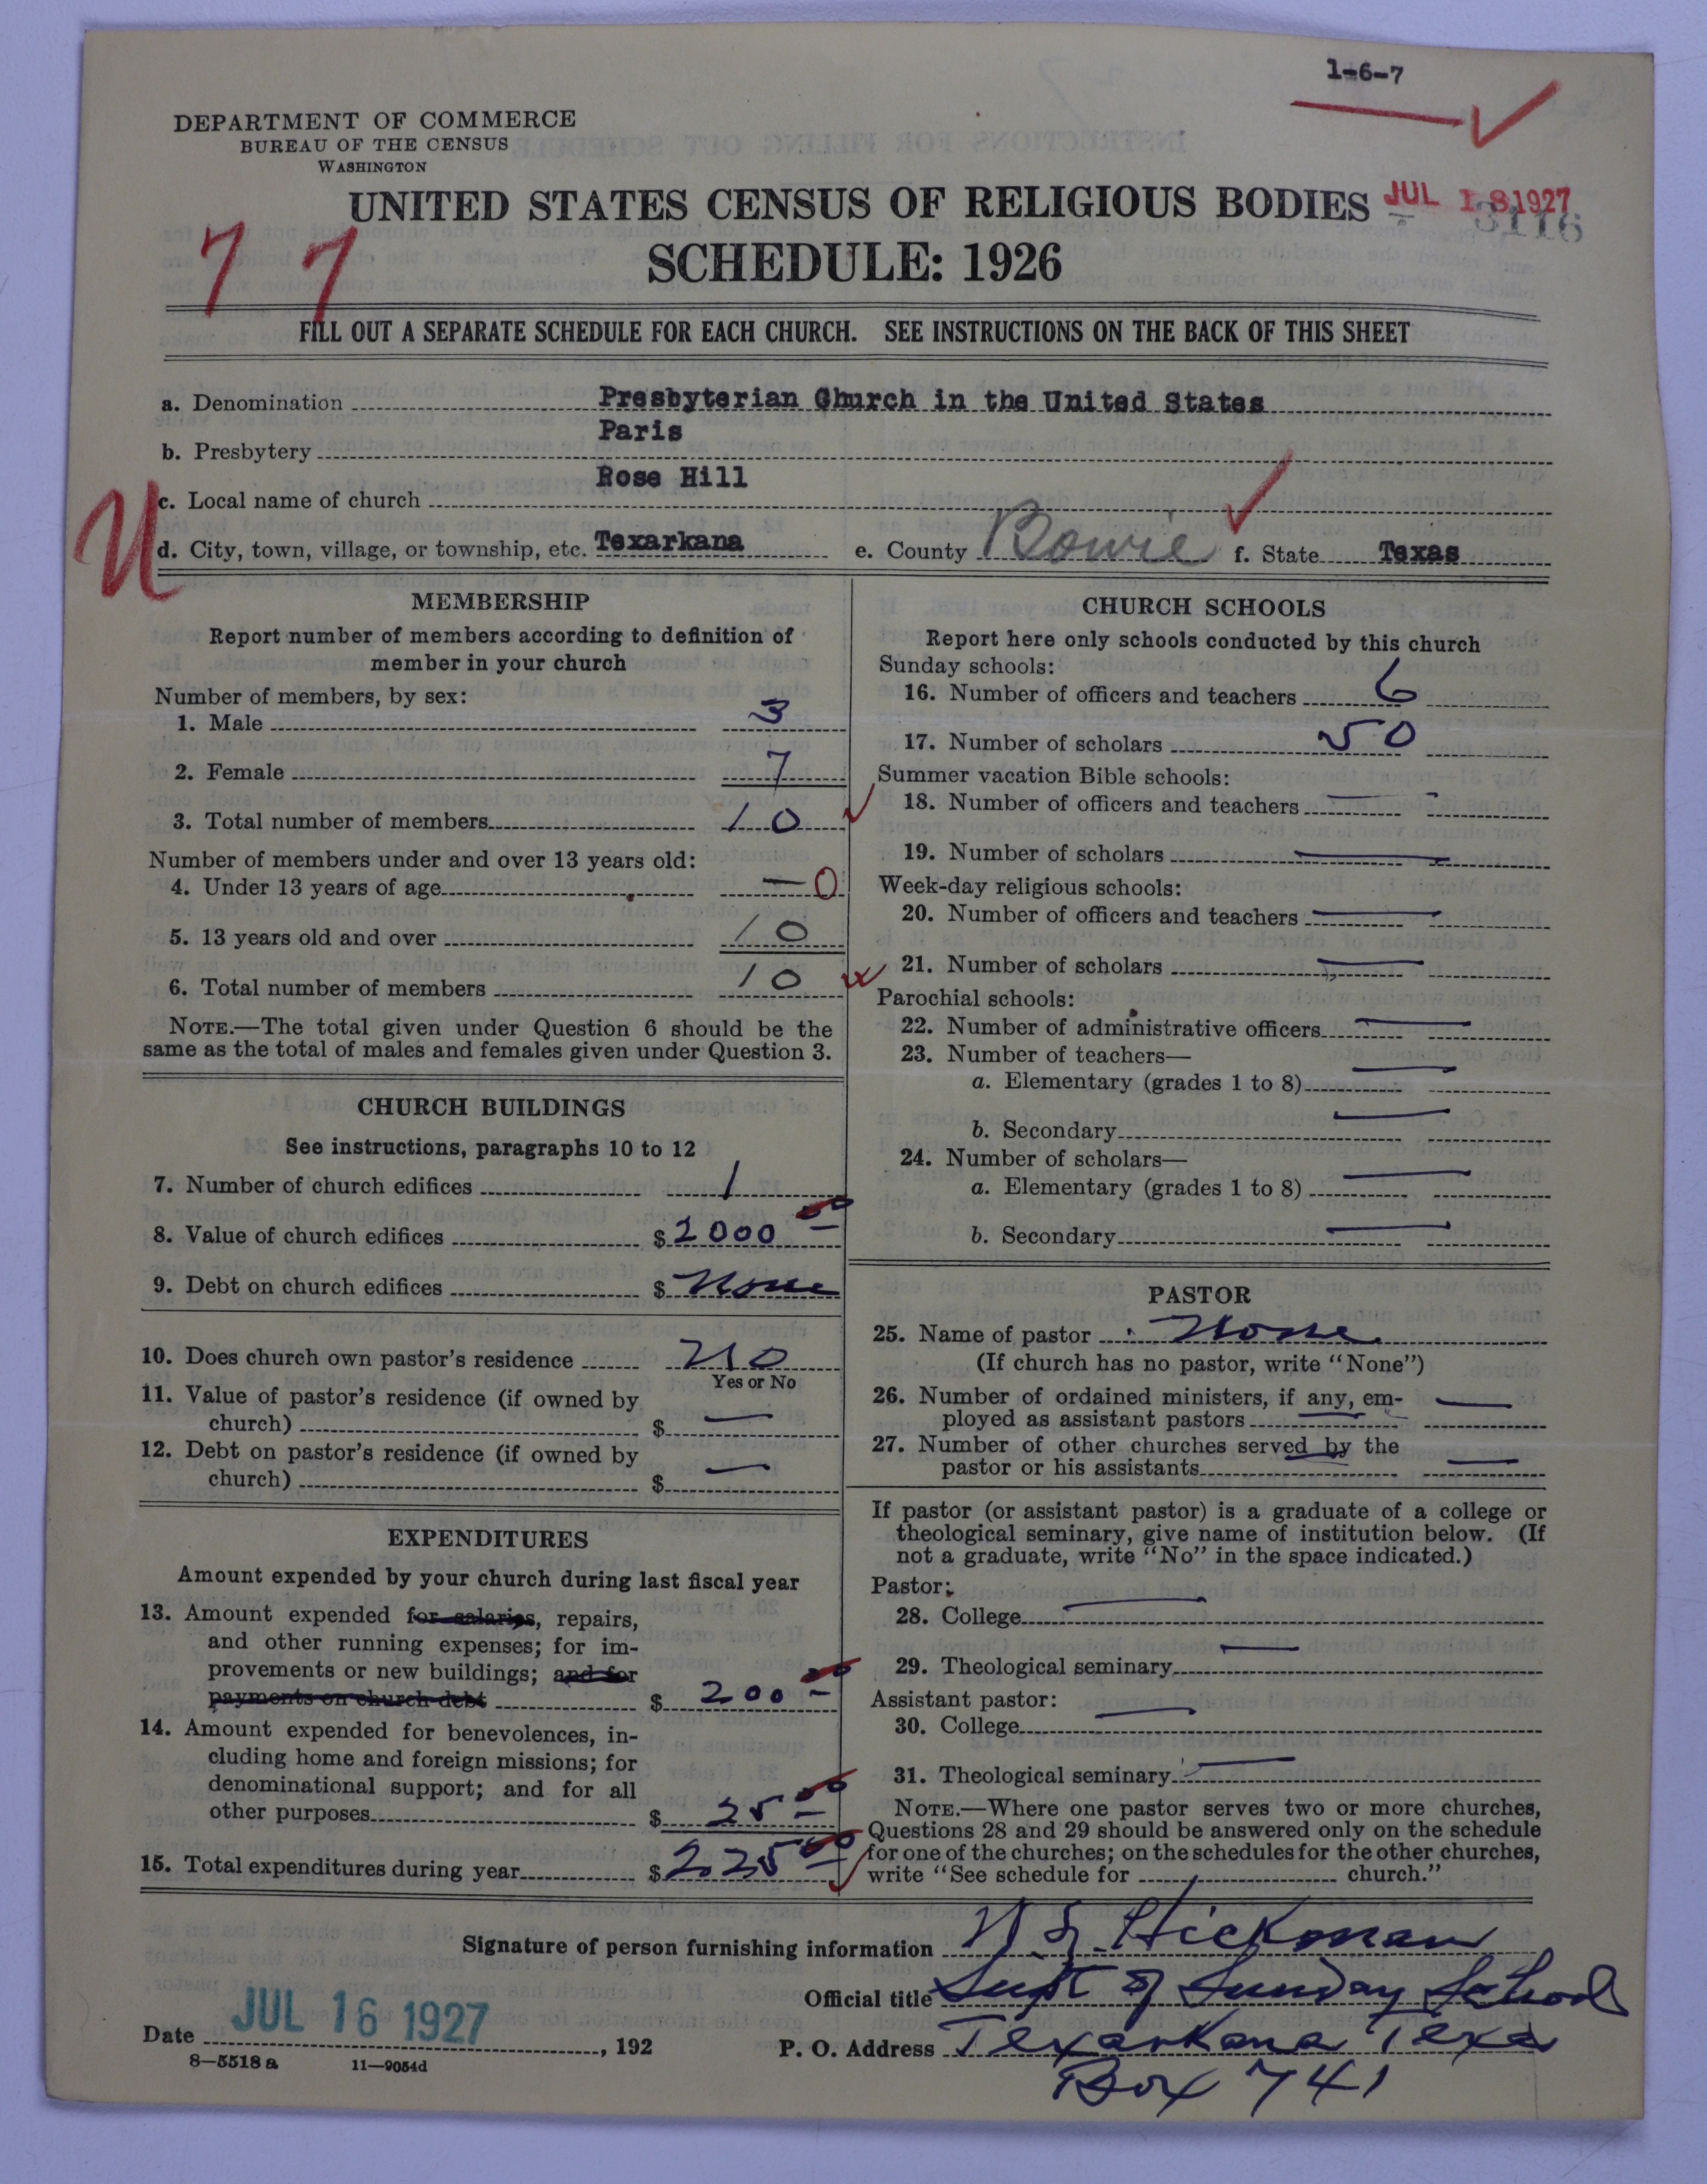 1-6-7
DEPARTMENT OF COMMERCE
BUREAU OF THE CENSUS
WASHINGTON
UNITED STATES CENSUS OF RELIGIOUS BODIES
JUL 18 1927
3116
SCHEDULE: 1926
7 7
FILL OUT A SEPARATE SCHEDULE FOR EACH CHURCH. SEE INSTRUCTIONS ON THE BACK OF THIS SHEET
a. Denomination Presbyterian Church in the United States
b. Presbytery Paris
c. Local name of church Rose Hill
U
d. City, town, village, or township, etc. Texarkana e. County Bowie f. State Texas
MEMBERSHIP
Report number of members according to definition of
member in your church
Number of members, by sex:
1. Male 3
2. Female 7
3. Total number of members 10
Number of members under and over 13 years old:
4. Under 13 years of age — 0
5. 13 years old and over 10
6. Total number of members 10
NOTE.—The total given under Question 6 should be the
same as the total of males and females given under Question 3.
CHURCH BUILDINGS
See instructions, paragraphs 10 to 12
7. Number of church edifices 1
8. Value of church edifices $ 2000 00
9. Debt on church edifices $ None
10. Does church own pastor's residence No
Yes or No
11. Value of pastor's residence (if owned by
church) $ —
12. Debt on pastor's residence (if owned by
church) $ —
EXPENDITURES
Amount expended by your church during last fiscal year
13. Amount expended for salaries, repairs,
and other running expenses; for im-
provements or new buildings; and for
payments on church debt $ 200 00
14. Amount expended for benevolences, in-
cluding home and foreign missions; for
denominational support; and for all
other purposes $ 25 00
15. Total expenditures during year $ 225 00
CHURCH SCHOOLS
Report here only schools conducted by this church
Sunday schools:
16. Number of officers and teachers 6
17. Number of scholars 50
Summer vacation Bible schools:
18. Number of officers and teachers —
19. Number of scholars —
Week-day religious schools:
20. Number of officers and teachers —
21. Number of scholars —
Parochial schools:
22. Number of administrative officers —
23. Number of teachers—
a. Elementary (grades 1 to 8) —
b. Secondary —
24. Number of scholars—
a. Elementary (grades 1 to 8) —
b. Secondary —
PASTOR
25. Name of pastor None
(If church has no pastor, write "None")
26. Number of ordained ministers, if any, em-
ployed as assistant pastors —
27. Number of other churches served by the
pastor or his assistants —
If pastor (or assistant pastor) is a graduate of a college or
theological seminary, give name of institution below. (If
not a graduate, write "No" in the space indicated.)
Pastor:
28. College —
29. Theological seminary —
Assistant pastor:
30. College —
31. Theological seminary —
NOTE.—Where one pastor serves two or more churches,
Questions 28 and 29 should be answered only on the schedule
for one of the churches; on the schedules for the other churches,
write "See schedule for church."
Signature of person furnishing information Hickman
Official title Supt of Sunday School
Date JUL 16 1927, 192
P. O. Address Texarkana Texas
Box 741
8—5518a 11—9054d